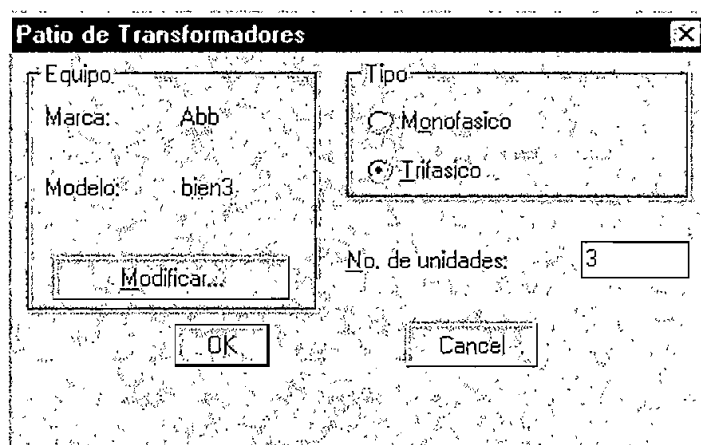 Patio de Transformadores
Equipo
Marca: Abb
Modelo: bien3
Modificar...
Tipo
Monofasico
Trifasico
No. de unidades: 3
OK
Cancel